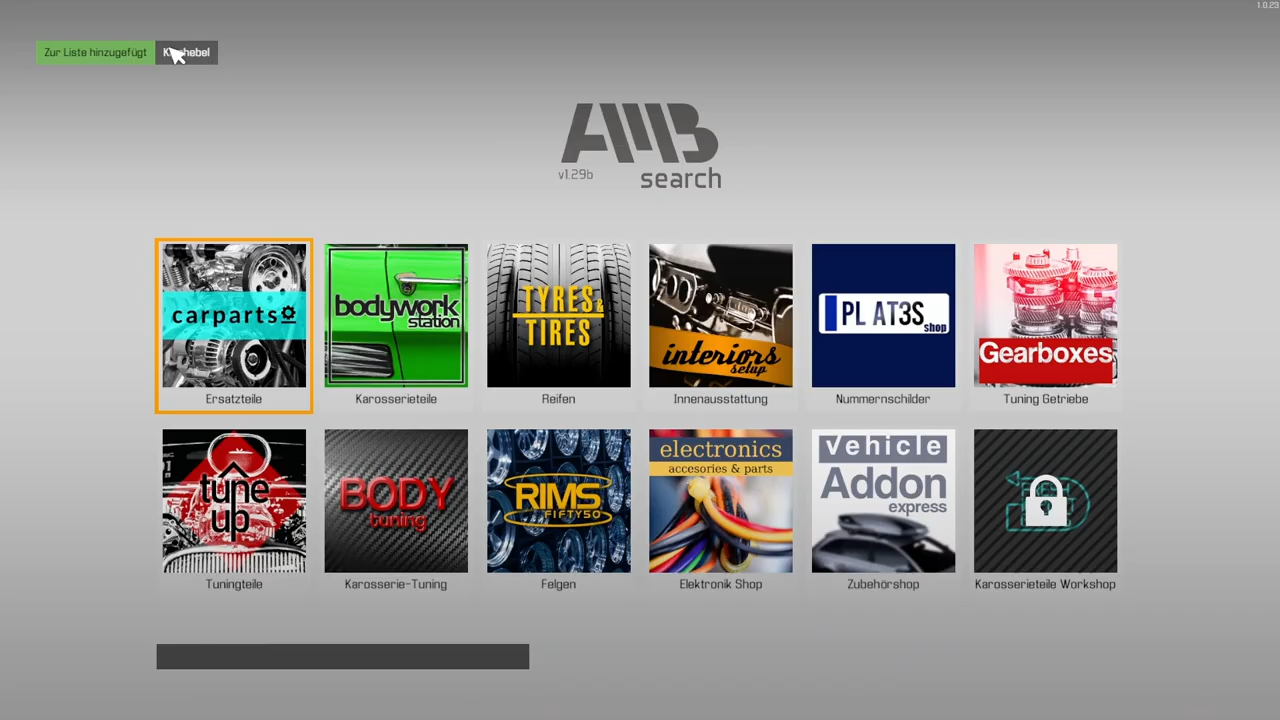 1.0.23
Zur Liste hinzugefügt
AMB
v1.29b
search
carparts
Ersatzteile
bodywork
station
Karosserieteile
TYRES &
TIRES
Reifen
interiors
setup
Innenausstattung
PL AT3S
shop
Nummernschilder
Gearboxes
Tuning Getriebe
tune
up
Tuningteile
BODY
tuning
Karosserie-Tuning
RIMS
FIFTY50
Felgen
electronics
accesories & parts
Elektronik Shop
vehicle
Addon
express
Zubehörshop
Karosserieteile Workshop